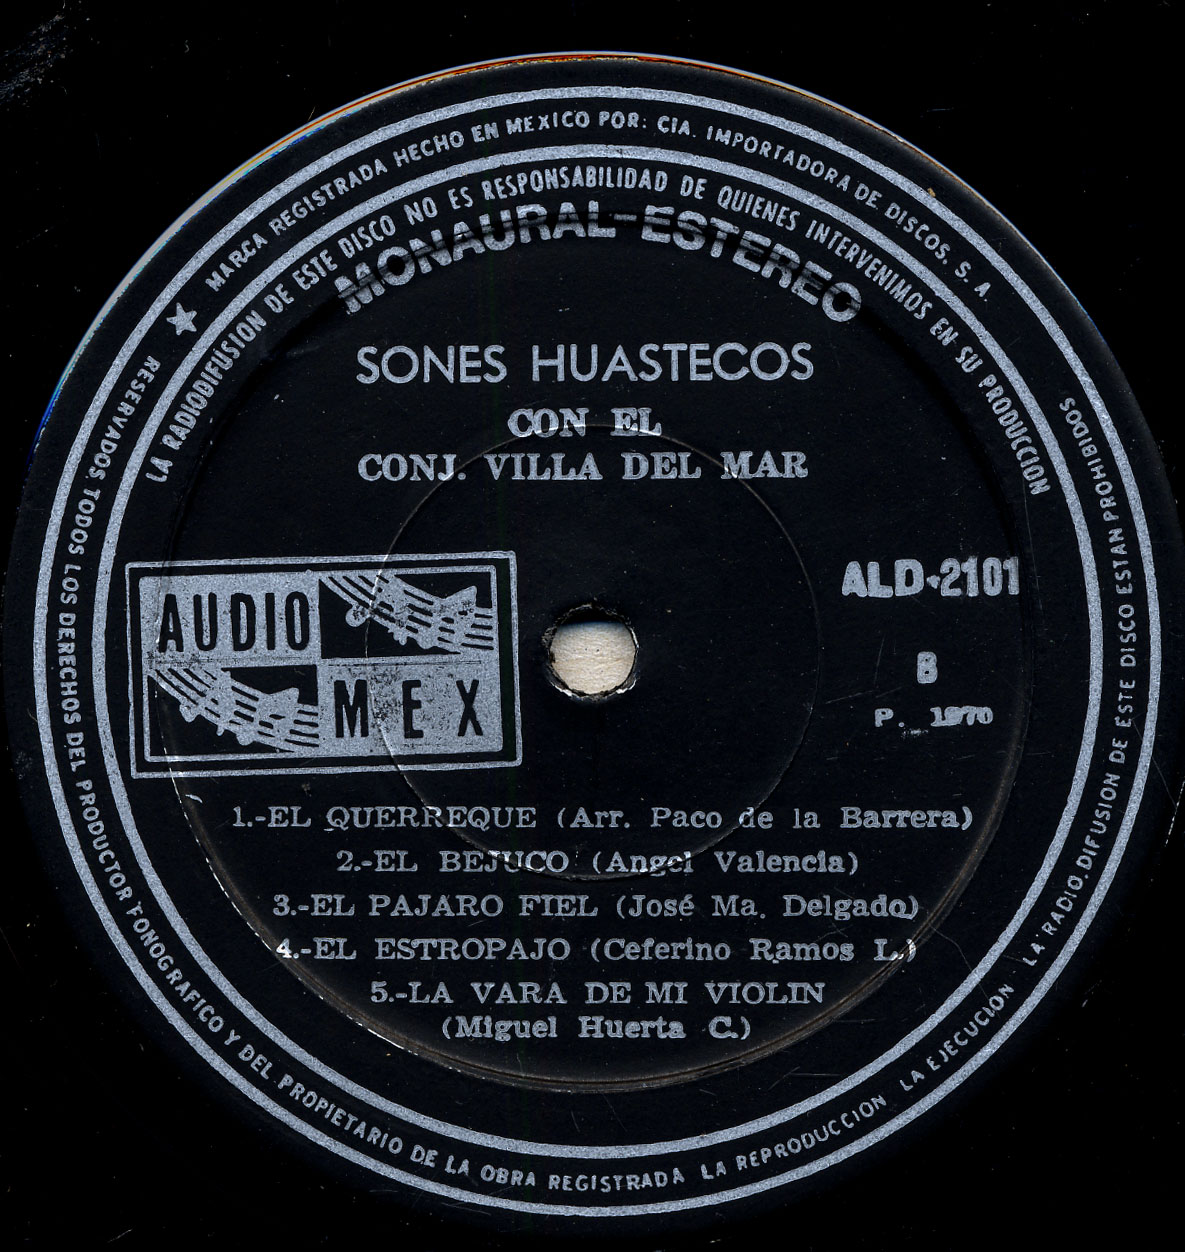 ★ MARCA REGISTRADA HECHO EN MEXICO POR: CIA. IMPORTADORA DE DISCOS, S. A.
LA RADIODIFUSION DE ESTE DISCO NO ES RESPONSABILIDAD DE QUIENES INTERVENIMOS EN SU PRODUCCION
MONAURAL-ESTEREO
SONES HUASTECOS
CON EL
CONJ. VILLA DEL MAR
AUDIO
MEX
ALD-2101
B
P. 1970
1.-EL QUERREQUE (Arr. Paco de la Barrera)
2.-EL BEJUCO (Angel Valencia)
3.-EL PAJARO FIEL (José Ma. Delgado)
4.-EL ESTROPAJO (Ceferino Ramos L.)
5.-LA VARA DE MI VIOLIN
(Miguel Huerta C.)
RESERVADOS. TODOS LOS DERECHOS DEL PRODUCTOR FONOGRAFICO Y DEL PROPIETARIO DE LA OBRA REGISTRADA LA REPRODUCCION LA EJECUCION LA RADIO.DIFUSION DE ESTE DISCO ESTAN PROHIBIDOS